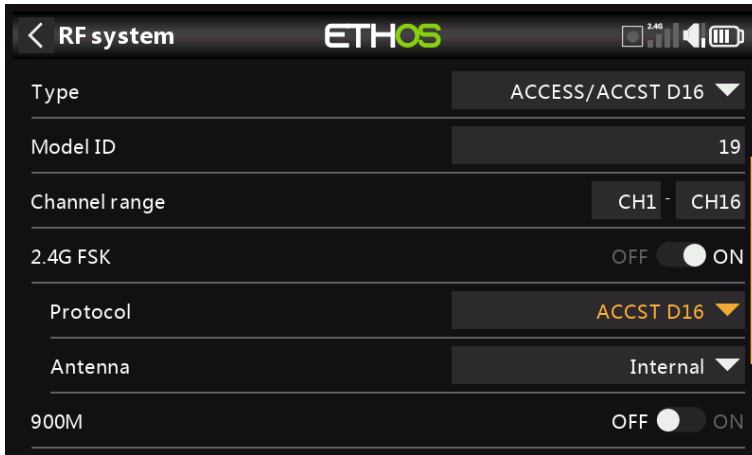 RF system ETHOS 2.4G
Type ACCESS/ACCST D16
Model ID 19
Channel range CH1 - CH16
2.4G FSK OFF ON
Protocol ACCST D16
Antenna Internal
900M OFF ON